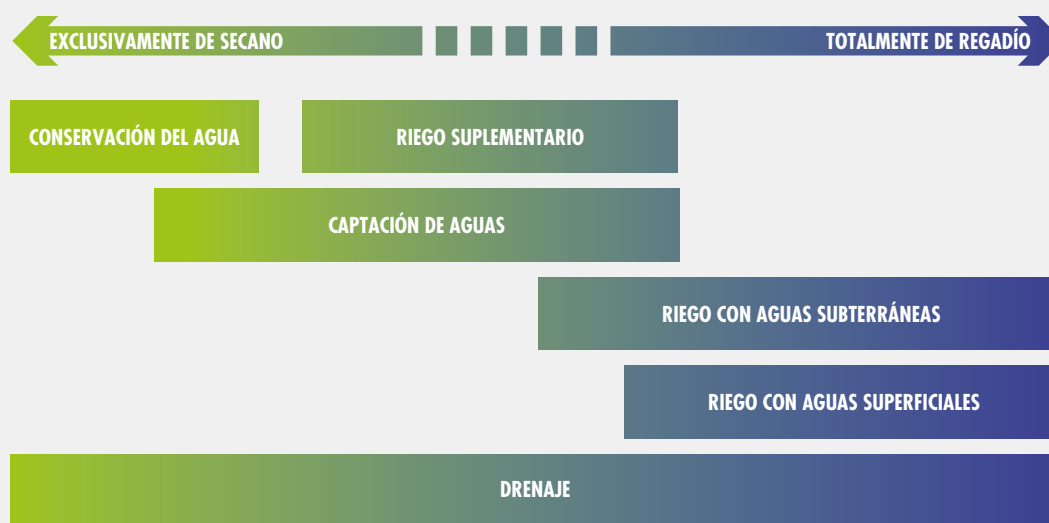 EXCLUSIVAMENTE DE SECANO
TOTALMENTE DE REGADÍO
CONSERVACIÓN DEL AGUA
RIEGO SUPLEMENTARIO
CAPTACIÓN DE AGUAS
RIEGO CON AGUAS SUBTERRÁNEAS
RIEGO CON AGUAS SUPERFICIALES
DRENAJE